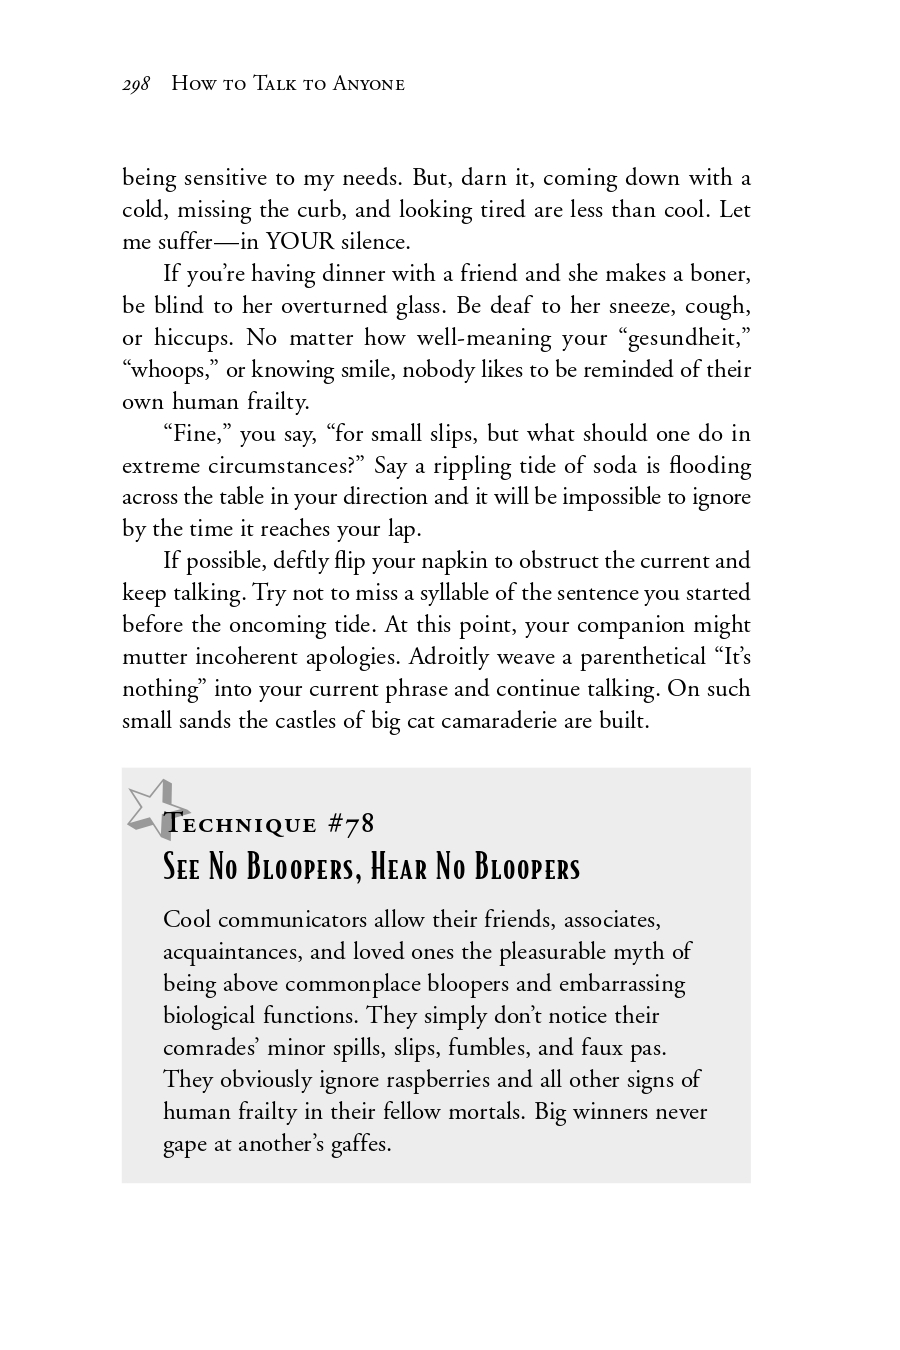 298 How to Talk to Anyone
being sensitive to my needs. But, darn it, coming down with a
cold, missing the curb, and looking tired are less than cool. Let
me suffer—in YOUR silence.
If you’re having dinner with a friend and she makes a boner,
be blind to her overturned glass. Be deaf to her sneeze, cough,
or hiccups. No matter how well-meaning your “gesundheit,”
“whoops,” or knowing smile, nobody likes to be reminded of their
own human frailty.
“Fine,” you say, “for small slips, but what should one do in
extreme circumstances?” Say a rippling tide of soda is flooding
across the table in your direction and it will be impossible to ignore
by the time it reaches your lap.
If possible, deftly flip your napkin to obstruct the current and
keep talking. Try not to miss a syllable of the sentence you started
before the oncoming tide. At this point, your companion might
mutter incoherent apologies. Adroitly weave a parenthetical “It’s
nothing” into your current phrase and continue talking. On such
small sands the castles of big cat camaraderie are built.
Technique #78
See No Bloopers, Hear No Bloopers
Cool communicators allow their friends, associates,
acquaintances, and loved ones the pleasurable myth of
being above commonplace bloopers and embarrassing
biological functions. They simply don’t notice their
comrades’ minor spills, slips, fumbles, and faux pas.
They obviously ignore raspberries and all other signs of
human frailty in their fellow mortals. Big winners never
gape at another’s gaffes.